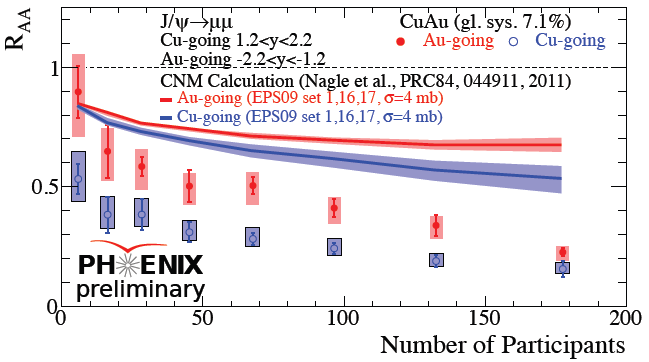 R_AA
J/ψ→μμ
CuAu (gl. sys. 7.1%)
Cu-going 1.2<y<2.2
Au-going
Cu-going
Au-going -2.2<y<-1.2
CNM Calculation (Nagle et al., PRC84, 044911, 2011)
Au-going (EPS09 set 1,16,17, σ=4 mb)
Cu-going (EPS09 set 1,16,17, σ=4 mb)
1
0.5
0
PHENIX
preliminary
0 50 100 150 200
Number of Participants